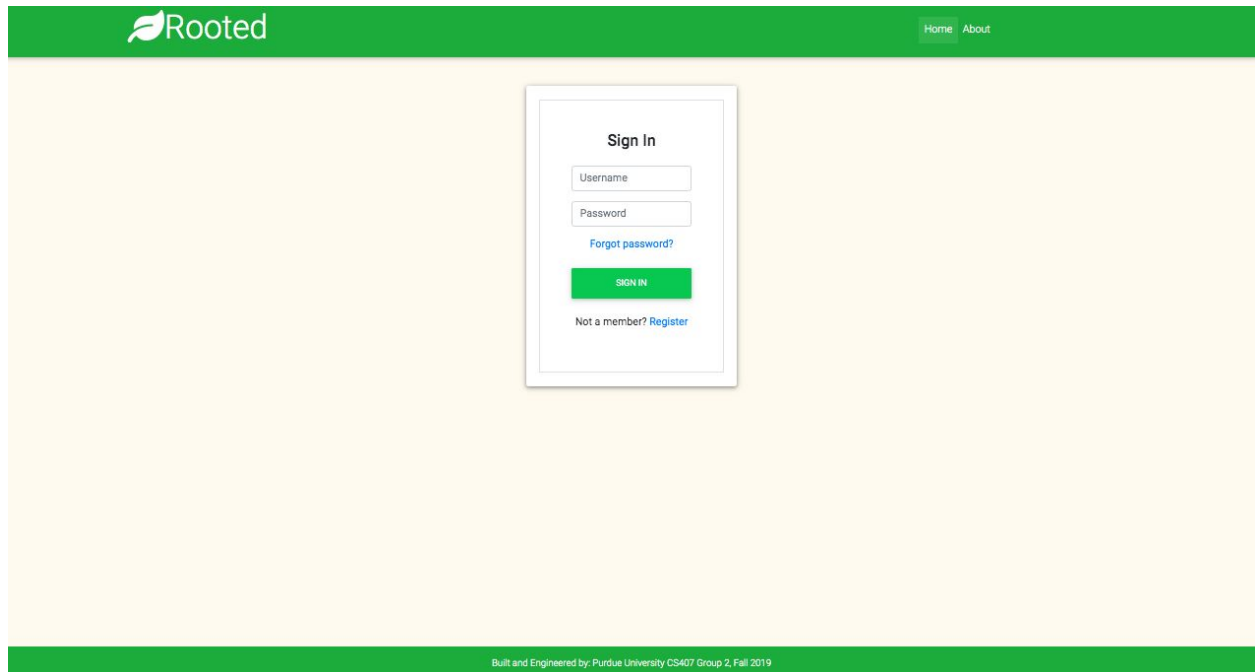 Rooted
Home About
Sign In
Username
Password
Forgot password?
SIGN IN
Not a member? Register
Built and Engineered by: Purdue University CS407 Group 2, Fall 2019